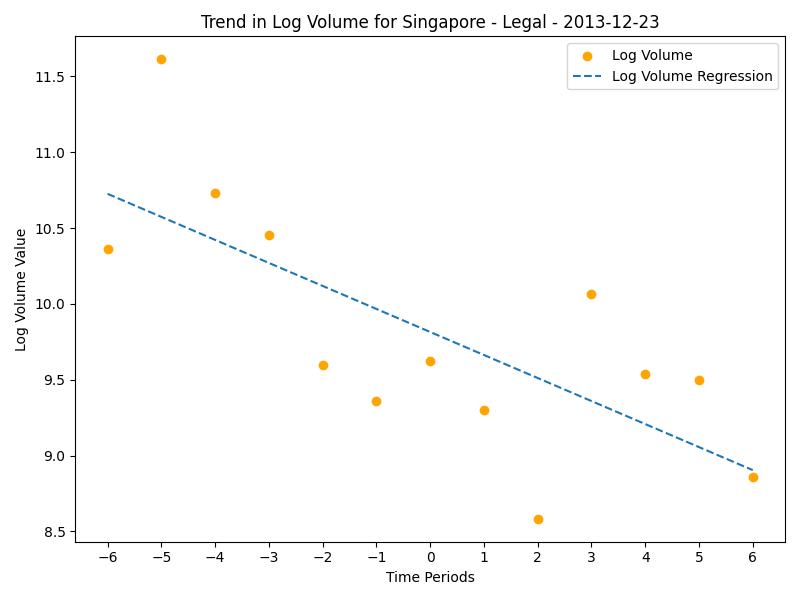 Trend in Log Volume for Singapore - Legal - 2013-12-23
Log Volume
Log Volume Regression
Log Volume Value
11.5
11.0
10.5
10.0
9.5
9.0
8.5
−6 −5 −4 −3 −2 −1 0 1 2 3 4 5 6
Time Periods